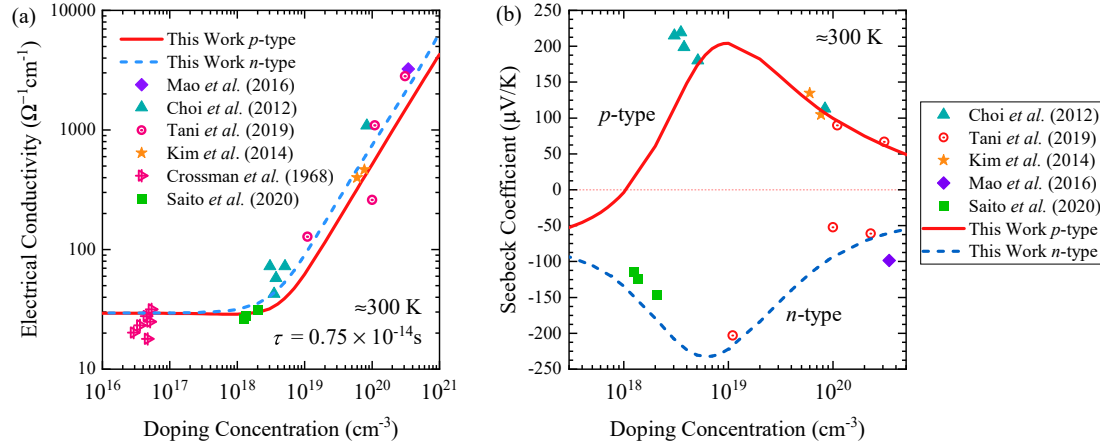 (a)
Electrical Conductivity (Ω⁻¹cm⁻¹)
10000
1000
100
10
This Work p-type
This Work n-type
Mao et al. (2016)
Choi et al. (2012)
Tani et al. (2019)
Kim et al. (2014)
Crossman et al. (1968)
Saito et al. (2020)
≈300 K
τ = 0.75 × 10⁻¹⁴s
10¹⁶ 10¹⁷ 10¹⁸ 10¹⁹ 10²⁰ 10²¹
Doping Concentration (cm⁻³)
(b)
Seebeck Coefficient (µV/K)
250
200
150
100
50
0
-50
-100
-150
-200
-250
≈300 K
p-type
n-type
10¹⁸ 10¹⁹ 10²⁰
Doping Concentration (cm⁻³)
Choi et al. (2012)
Tani et al. (2019)
Kim et al. (2014)
Mao et al. (2016)
Saito et al. (2020)
This Work p-type
This Work n-type